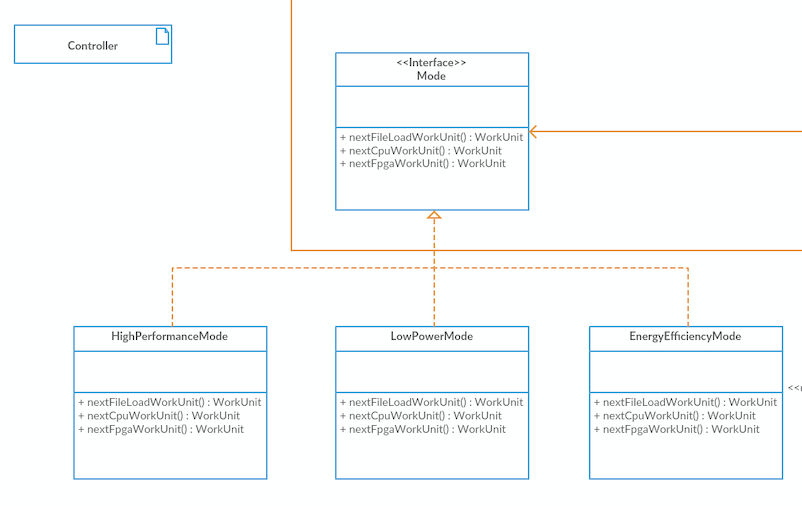 Controller
<<Interface>>
Mode
+ nextFileLoadWorkUnit() : WorkUnit
+ nextCpuWorkUnit() : WorkUnit
+ nextFpgaWorkUnit() : WorkUnit
HighPerformanceMode
+ nextFileLoadWorkUnit() : WorkUnit
+ nextCpuWorkUnit() : WorkUnit
+ nextFpgaWorkUnit() : WorkUnit
LowPowerMode
+ nextFileLoadWorkUnit() : WorkUnit
+ nextCpuWorkUnit() : WorkUnit
+ nextFpgaWorkUnit() : WorkUnit
EnergyEfficiencyMode
+ nextFileLoadWorkUnit() : WorkUnit
+ nextCpuWorkUnit() : WorkUnit
+ nextFpgaWorkUnit() : WorkUnit
<<